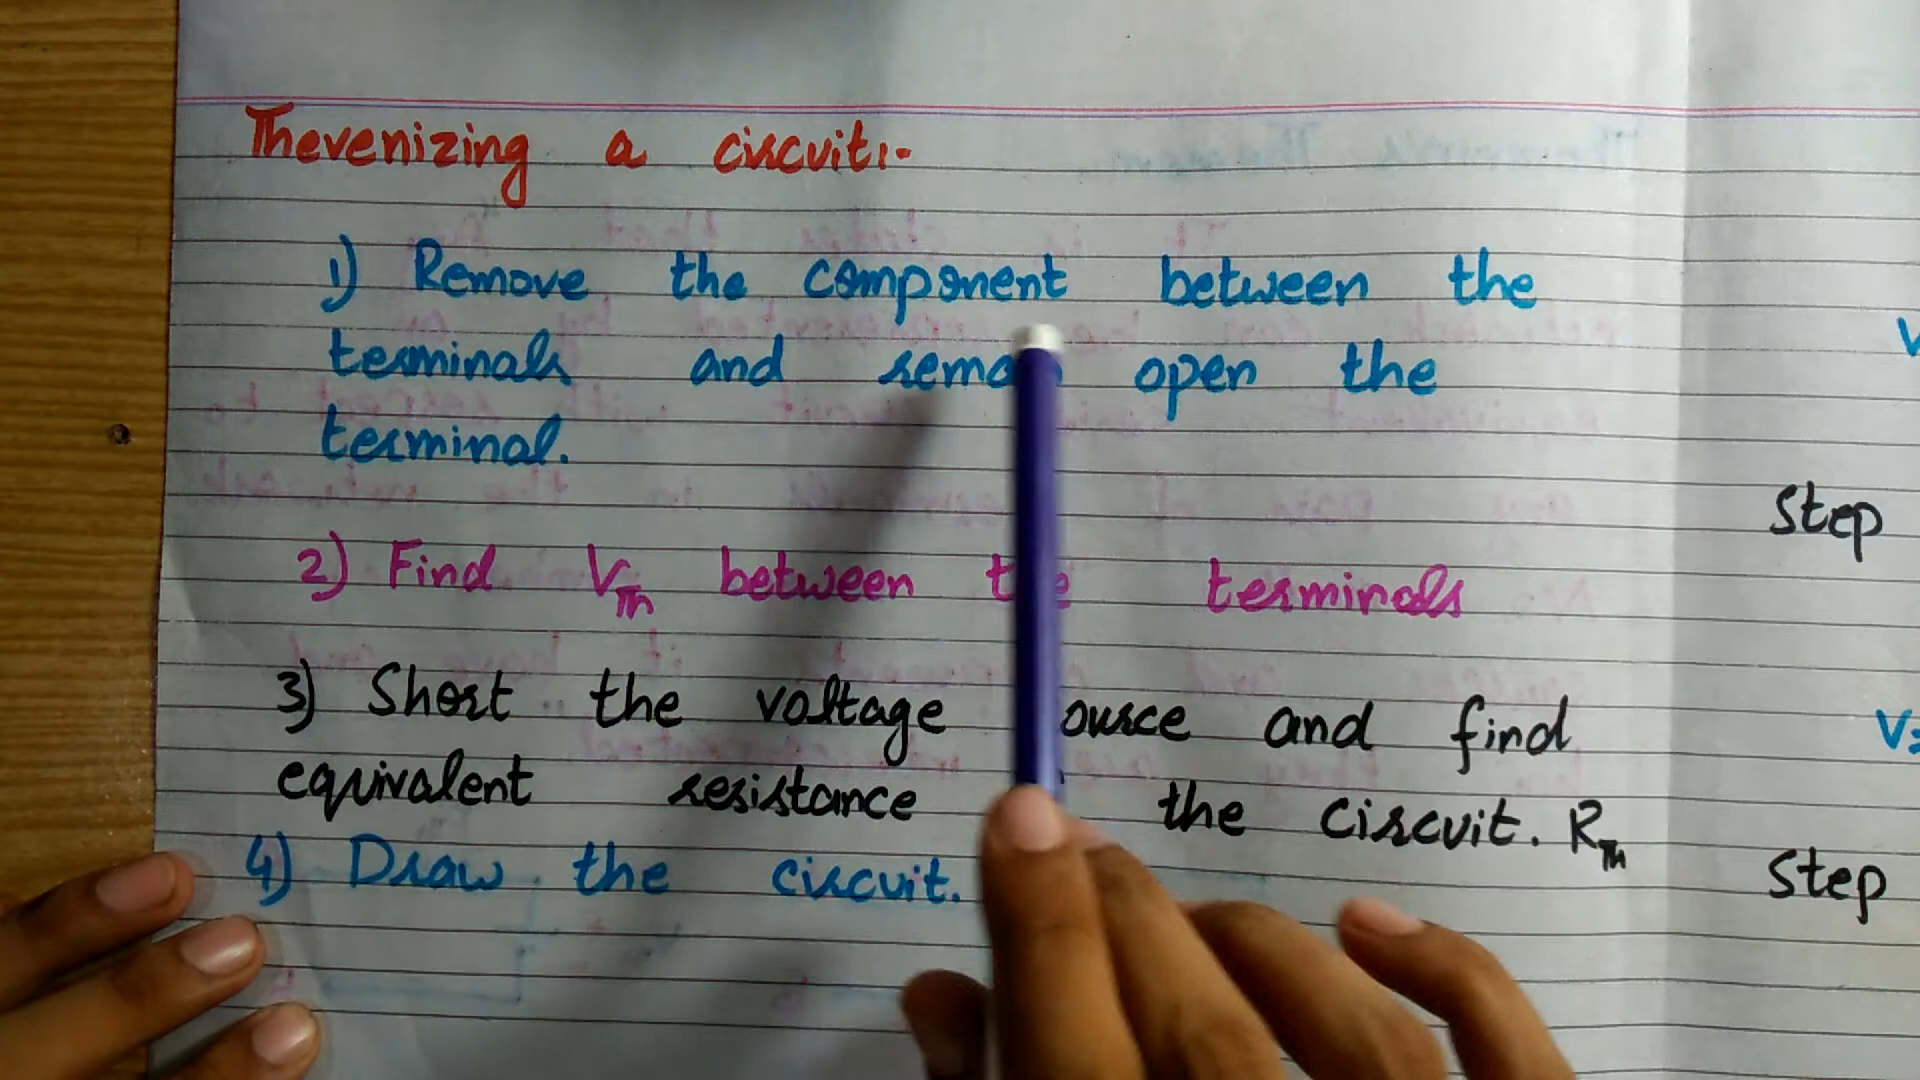 Thevenizing a circuit:-
1) Remove the component between the
terminals and open the
terminal.
2) Find VTh between terminals
3) Short the voltage and find
equivalent resistance the circuit. RTh
4) Draw the circuit.
Step
Step